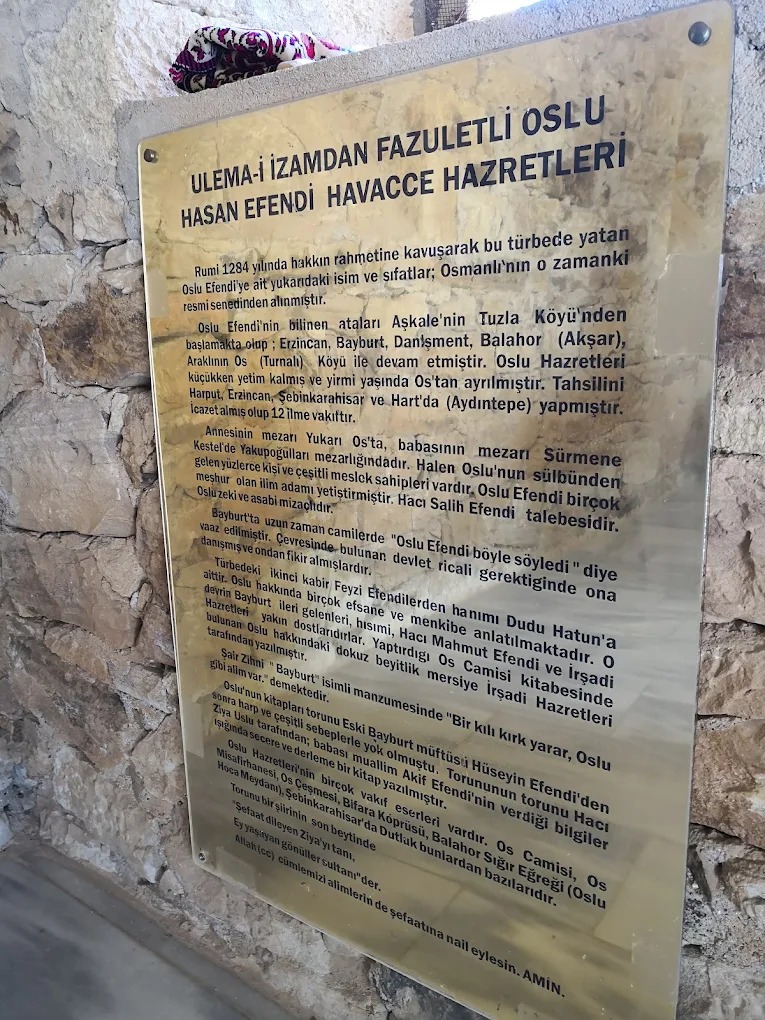 ULEMA-İ İZAMDAN FAZULETLİ OSLU
HASAN EFENDİ HAVACCE HAZRETLERİ
Rumi 1284 yılında hakkın rahmetine kavuşarak bu türbede yatan
Oslu Efendi'ye ait yukarıdaki isim ve sıfatlar; Osmanlı'nın o zamanki
resmi senedinden alınmıştır.
Oslu Efendi'nin bilinen ataları Aşkale'nin Tuzla Köyü'nden
başlamakta olup ; Erzincan, Bayburt, Danişment, Balahor (Akşar),
Araklının Os (Turnalı) Köyü ile devam etmiştir. Oslu Hazretleri
küçükken yetim kalmış ve yirmi yaşında Os'tan ayrılmıştır. Tahsilini
Harput, Erzincan, Şebinkarahisar ve Hart'da (Aydıntepe) yapmıştır.
İcazet almış olup 12 ilme vakıftır.
Annesinin mezarı Yukarı Os'ta, babasının mezarı Sürmene
Kestel'de Yakupoğulları mezarlığındadır. Halen Oslu'nun sülbünden
gelen yüzlerce kişi ve çeşitli meslek sahipleri vardır. Oslu Efendi birçok
meşhur olan ilim adamı yetiştirmiştir. Hacı Salih Efendi talebesidir.
Oslu zeki ve asabi mizaçlıdır."
Bayburt'ta uzun zaman camilerde "Oslu Efendi böyle söyledi " diye
vaaz edilmiştir. Çevresinde bulunan devlet ricali gerektiginde ona
danışmış ve ondan fikir almışlardır.
Türbedeki ikinci kabir Feyzi Efendilerden hanımı Dudu Hatun'a
aittir. Oslu hakkında birçok efsane ve menkibe anlatılmaktadır. O
devrin Bayburt ileri gelenleri, hısımı, Hacı Mahmut Efendi ve İrşadi
Hazretleri yakın dostlarıdırlar. Yaptırdıgı Os Camisi kitabesinde
bulunan Oslu hakkındaki dokuz beyitlik mersiye İrşadi Hazretleri
tarafından yazılmıştır.
Şair Zihni " Bayburt" isimli manzumesinde "Bir kılı kırk yarar, Oslu
gibi alim var." demektedir.
Oslu'nun kitapları torunu Eski Bayburt müftüsü Hüseyin Efendi'den
sonra harp ve çeşitli sebeplerle yok olmuştu. Torununun torunu Hacı
Ziya Uslu tarafından; babası muallim Akif Efendi'nin verdiği bilgiler
ışığında secere ve derleme bir kitap yazılmıştır.
Oslu Hazretleri'nin birçok vakıf eserleri vardır. Os Camisi, Os
Misafirhanesi, Os Çeşmesi, Bifara Köprüsü, Balahor Sığır Eğreği (Oslu
Hoca Meydanı), Şebinkarahisar'da Dutluk bunlardan bazılarıdır.
Torunu bir şiirinin son beytinde
"Şefaat dileyen Ziya'yı tanı,
Ey yaşayan gönüller sultanı"der.
Allah(cc) cümlemizi alimlerin de şefaatına nail eylesin. AMİN.